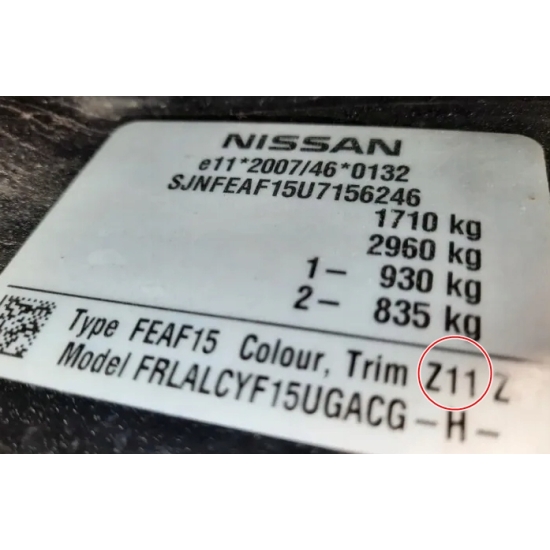 NISSAN
e11*2007/46*0132
SJNFEAF15U7156246
1710 kg
2960 kg
1- 930 kg
2- 835 kg
Type FEAF15 Colour, Trim Z11 Z
Model FRLALCYF15UGACG -H-